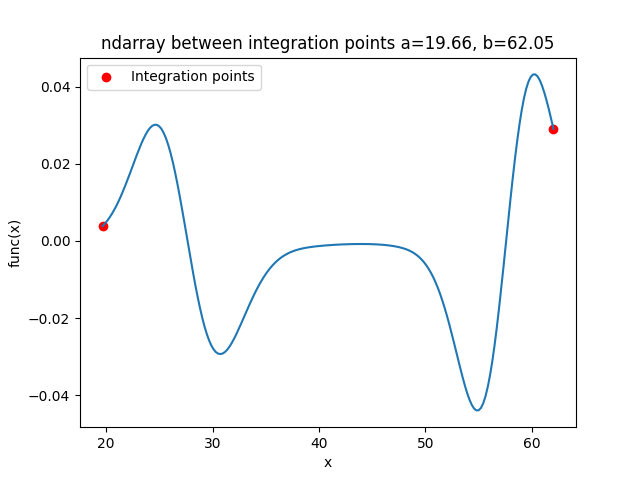 ndarray between integration points a=19.66, b=62.05
Integration points
0.04
0.02
0.00
−0.02
−0.04
func(x)
20 30 40 50 60
x